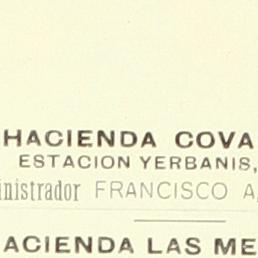 HACIENDA COVA
ESTACION YERBANIS,
inistrador FRANCISCO A
ACIENDA LAS ME